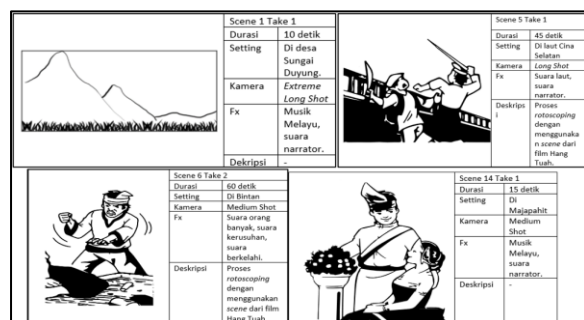 Scene 1 Take 1
Durasi 10 detik
Setting Di desa
Sungai
Duyung.
Kamera Extreme
Long Shot
Fx Musik
Melayu,
suara
narrator.
Dekripsi -
Scene 5 Take 1
Durasi 45 detik
Setting Di laut Cina
Selatan
Kamera Long Shot
Fx Suara laut,
suara
narrator.
Deskrips Proses
i rotoscoping
dengan
menggunaka
n scene dari
film Hang
Tuah.
Scene 6 Take 2
Durasi 60 detik
Setting Di Bintan
Kamera Medium Shot
Fx Suara orang
banyak, suara
kerusuhan,
suara
berkelahi.
Deskripsi Proses
rotoscoping
dengan
menggunakan
scene dari film
Hang Tuah
Scene 14 Take 1
Durasi 15 detik
Setting Di
Majapahit
Kamera Medium
Shot
Fx Musik
Melayu,
suara
narrator.
Deskripsi -